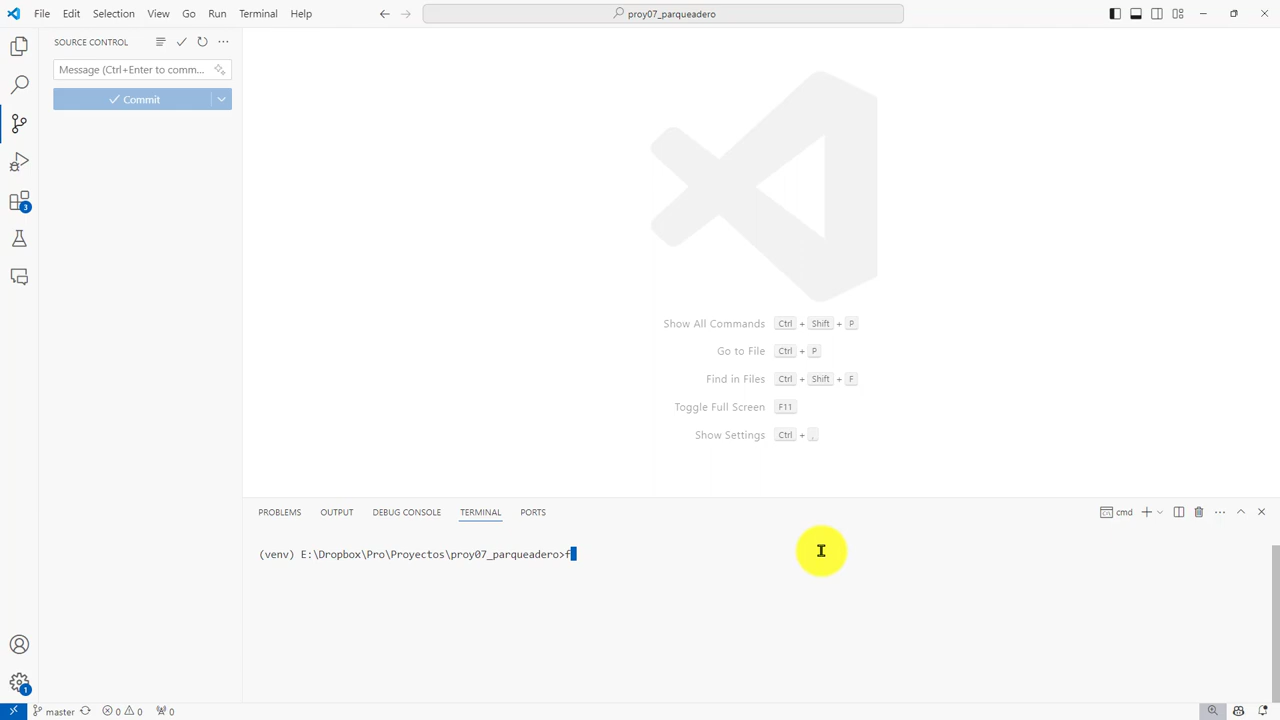 File Edit Selection View Go Run Terminal Help
proy07_parqueadero
SOURCE CONTROL
Message (Ctrl+Enter to comm...
Commit
3
Show All Commands Ctrl + Shift + P
Go to File Ctrl + P
Find in Files Ctrl + Shift + F
Toggle Full Screen F11
Show Settings Ctrl + ,
PROBLEMS OUTPUT DEBUG CONSOLE TERMINAL PORTS
cmd
(venv) E:\Dropbox\Pro\Proyectos\proy07_parqueadero>f
1
master 0 0 0